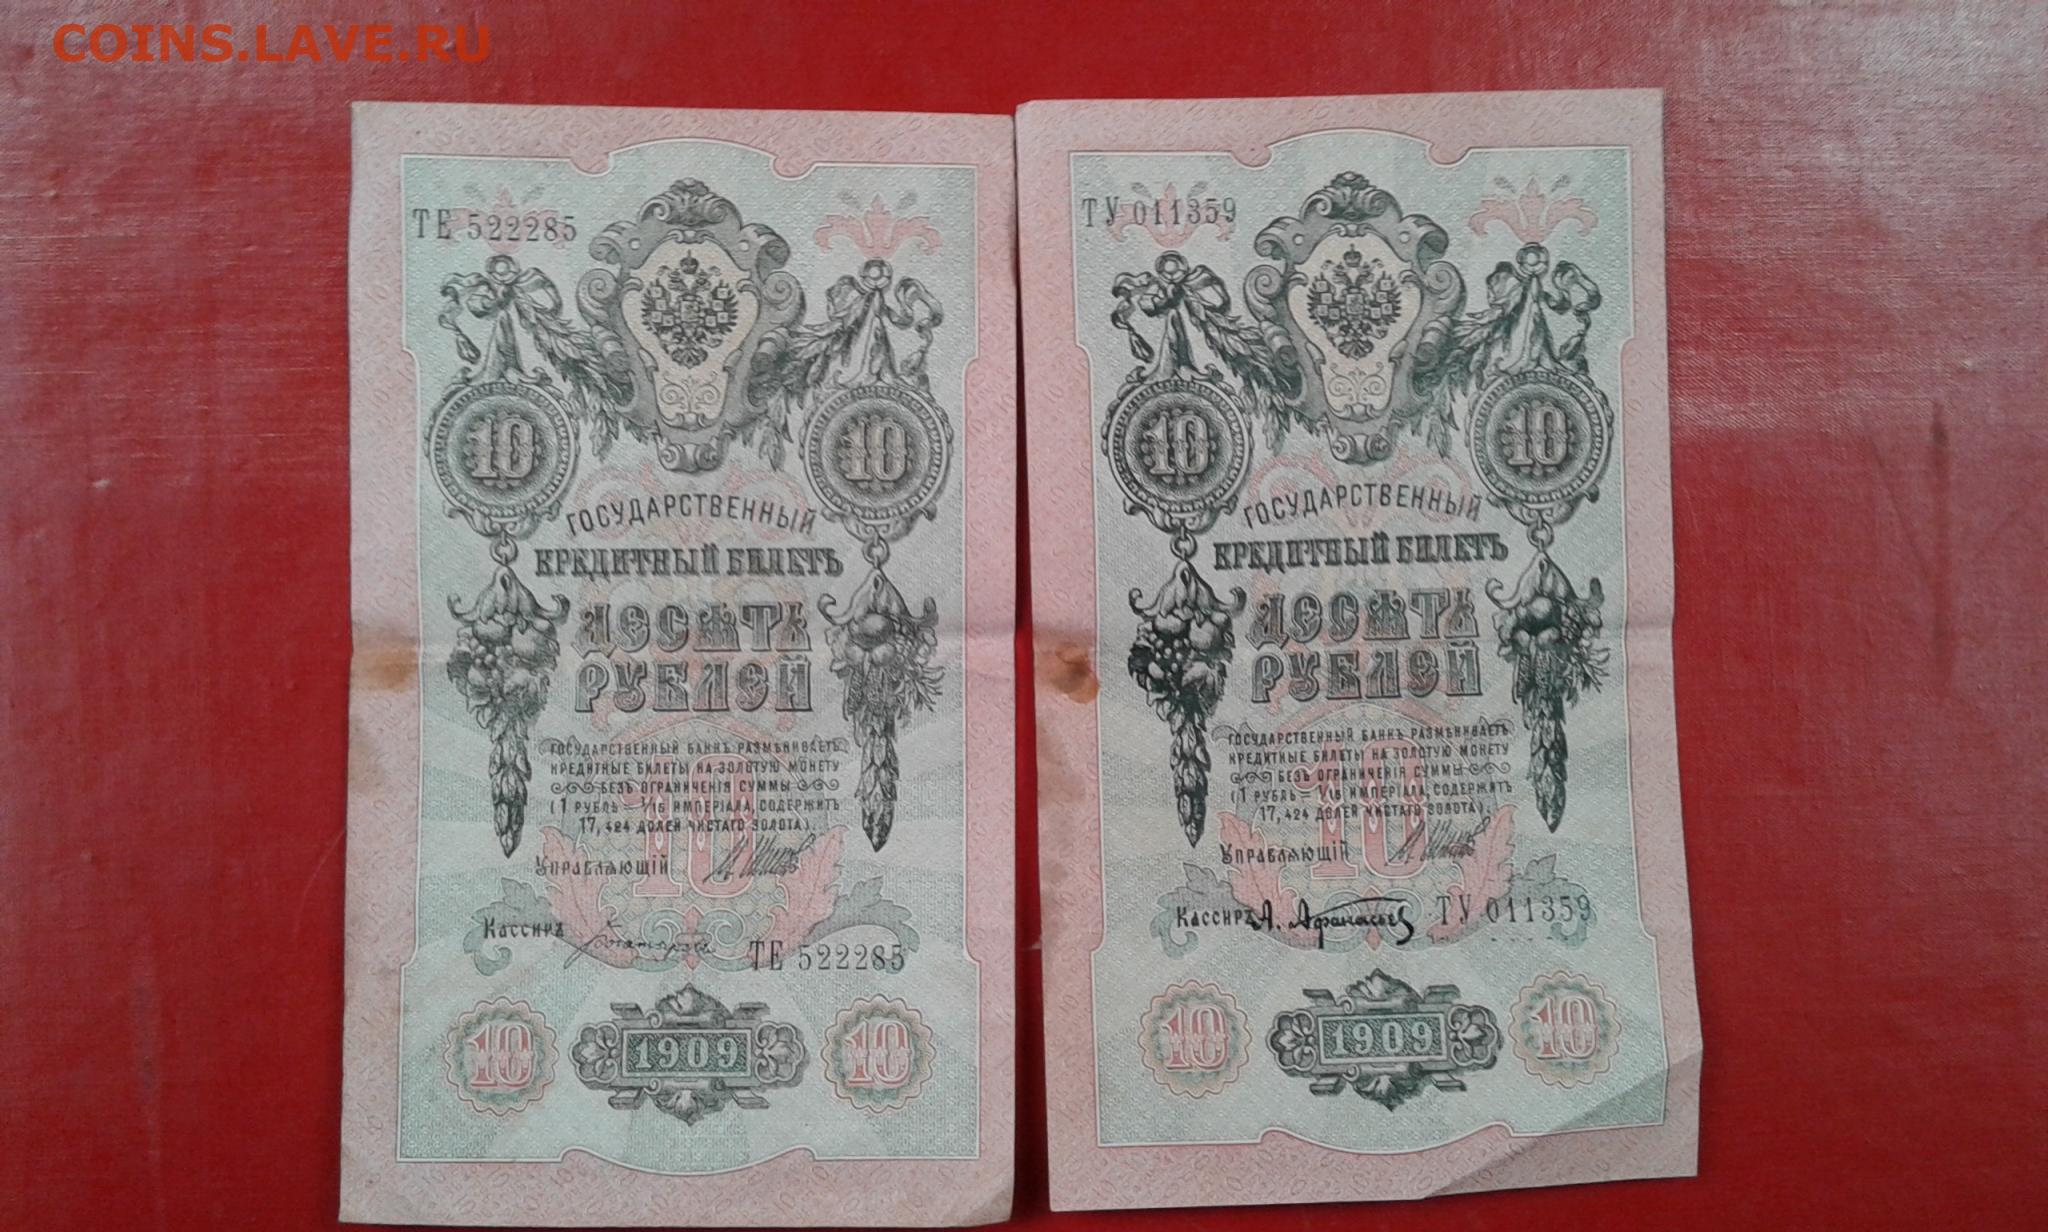 COINS.LAVE.RU
ТЕ 522285
10 10
ГОСУДАРСТВЕННЫЙ
КРЕДИТНЫЙ БИЛЕТЪ
ДЕСЯТЬ
РУБЛЕЙ
ГОСУДАРСТВЕННЫЙ БАНКЪ РАЗМѢНИВАЕТЪ
КРЕДИТНЫЕ БИЛЕТЫ НА ЗОЛОТУЮ МОНЕТУ
БЕЗЪ ОГРАНИЧЕНІЯ СУММЫ
(1 РУБЛЬ = 1/15 ИМПЕРІАЛА, СОДЕРЖИТЪ
17,424 ДОЛЕЙ ЧИСТАГО ЗОЛОТА).
10
УПРАВЛЯЮЩІЙ
КАССИРЪ
ТЕ 522285
10 1909 10
ТУ 011359
10 10
ГОСУДАРСТВЕННЫЙ
КРЕДИТНЫЙ БИЛЕТЪ
ДЕСЯТЬ
РУБЛЕЙ
ГОСУДАРСТВЕННЫЙ БАНКЪ РАЗМѢНИВАЕТЪ
КРЕДИТНЫЕ БИЛЕТЫ НА ЗОЛОТУЮ МОНЕТУ
БЕЗЪ ОГРАНИЧЕНІЯ СУММЫ
(1 РУБЛЬ = 1/15 ИМПЕРІАЛА, СОДЕРЖИТЪ
17,424 ДОЛЕЙ ЧИСТАГО ЗОЛОТА).
10
УПРАВЛЯЮЩІЙ
КАССИРЪ А. Афанасьев ТУ 011359
10 1909 10